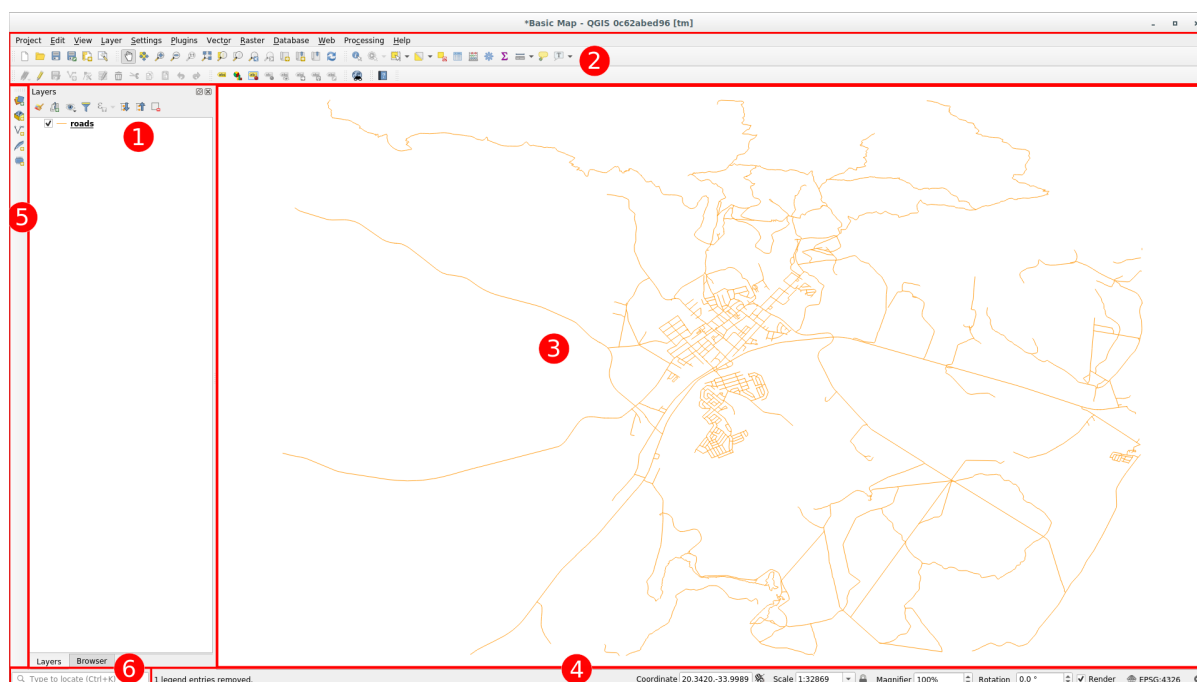 *Basic Map - QGIS 0c62abed96 [tm]
Project Edit View Layer Settings Plugins Vector Raster Database Web Processing Help
2
Layers
roads
1
5
3
Layers Browser
6
4
Type to locate (Ctrl+K)
1 legend entries removed.
Coordinate 20.3420,-33.9989 Scale 1:32869 Magnifier 100% Rotation 0.0 ° Render EPSG:4326